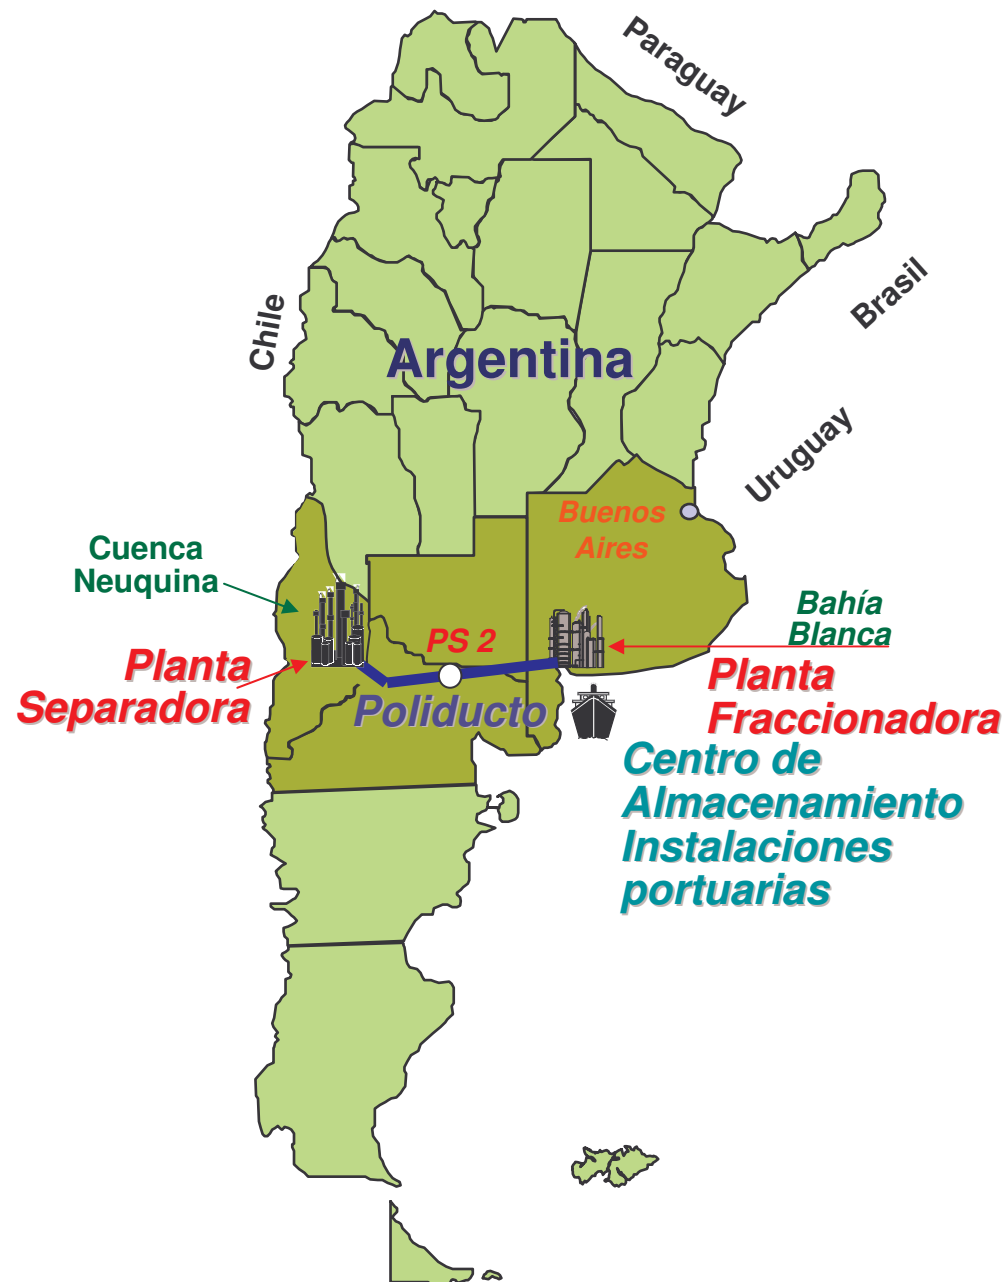 Paraguay
Brasil
Chile
Argentina
Uruguay
Buenos
Aires
Cuenca
Neuquina
Bahía
Blanca
PS 2
Planta
Separadora
Poliducto
Planta
Fraccionadora
Centro de
Almacenamiento
Instalaciones
portuarias